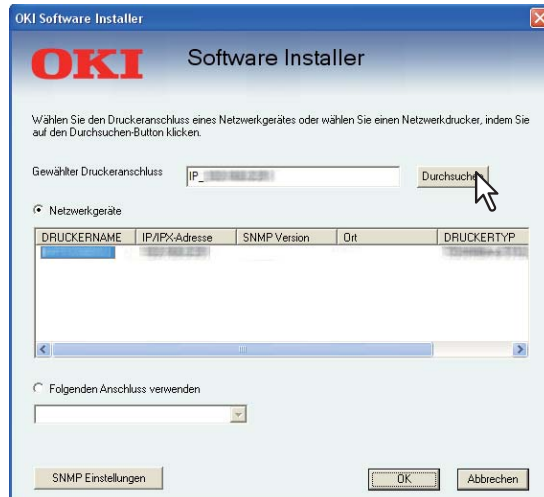 OKI Software Installer
OKI
Software Installer
Wählen Sie den Druckeranschluss eines Netzwerkgerätes oder wählen Sie einen Netzwerkdrucker, indem Sie
auf den Durchsuchen-Button klicken.
Gewählter Druckeranschluss IP_ Durchsuchen
Netzwerkgeräte
DRUCKERNAME IP/IPX-Adresse SNMP Version Ort DRUCKERTYP
Folgenden Anschluss verwenden
SNMP Einstellungen OK Abbrechen